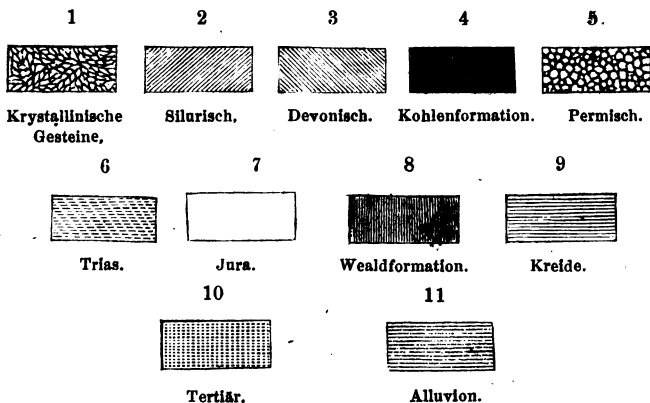 1 2 3 4 5.
Krystallinische Gesteine, Silurisch, Devonisch. Kohlenformation. Permisch.
6 7 8 9
Trias. Jura. Wealdformation. Kreide.
10 11
Tertiär. Alluvion.